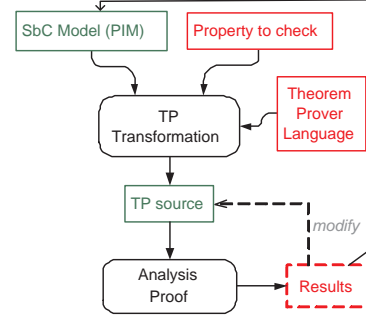 SbC Model (PIM)
Property to check
Theorem
Prover
Language
TP
Transformation
TP source
modify
Analysis
Proof
Results